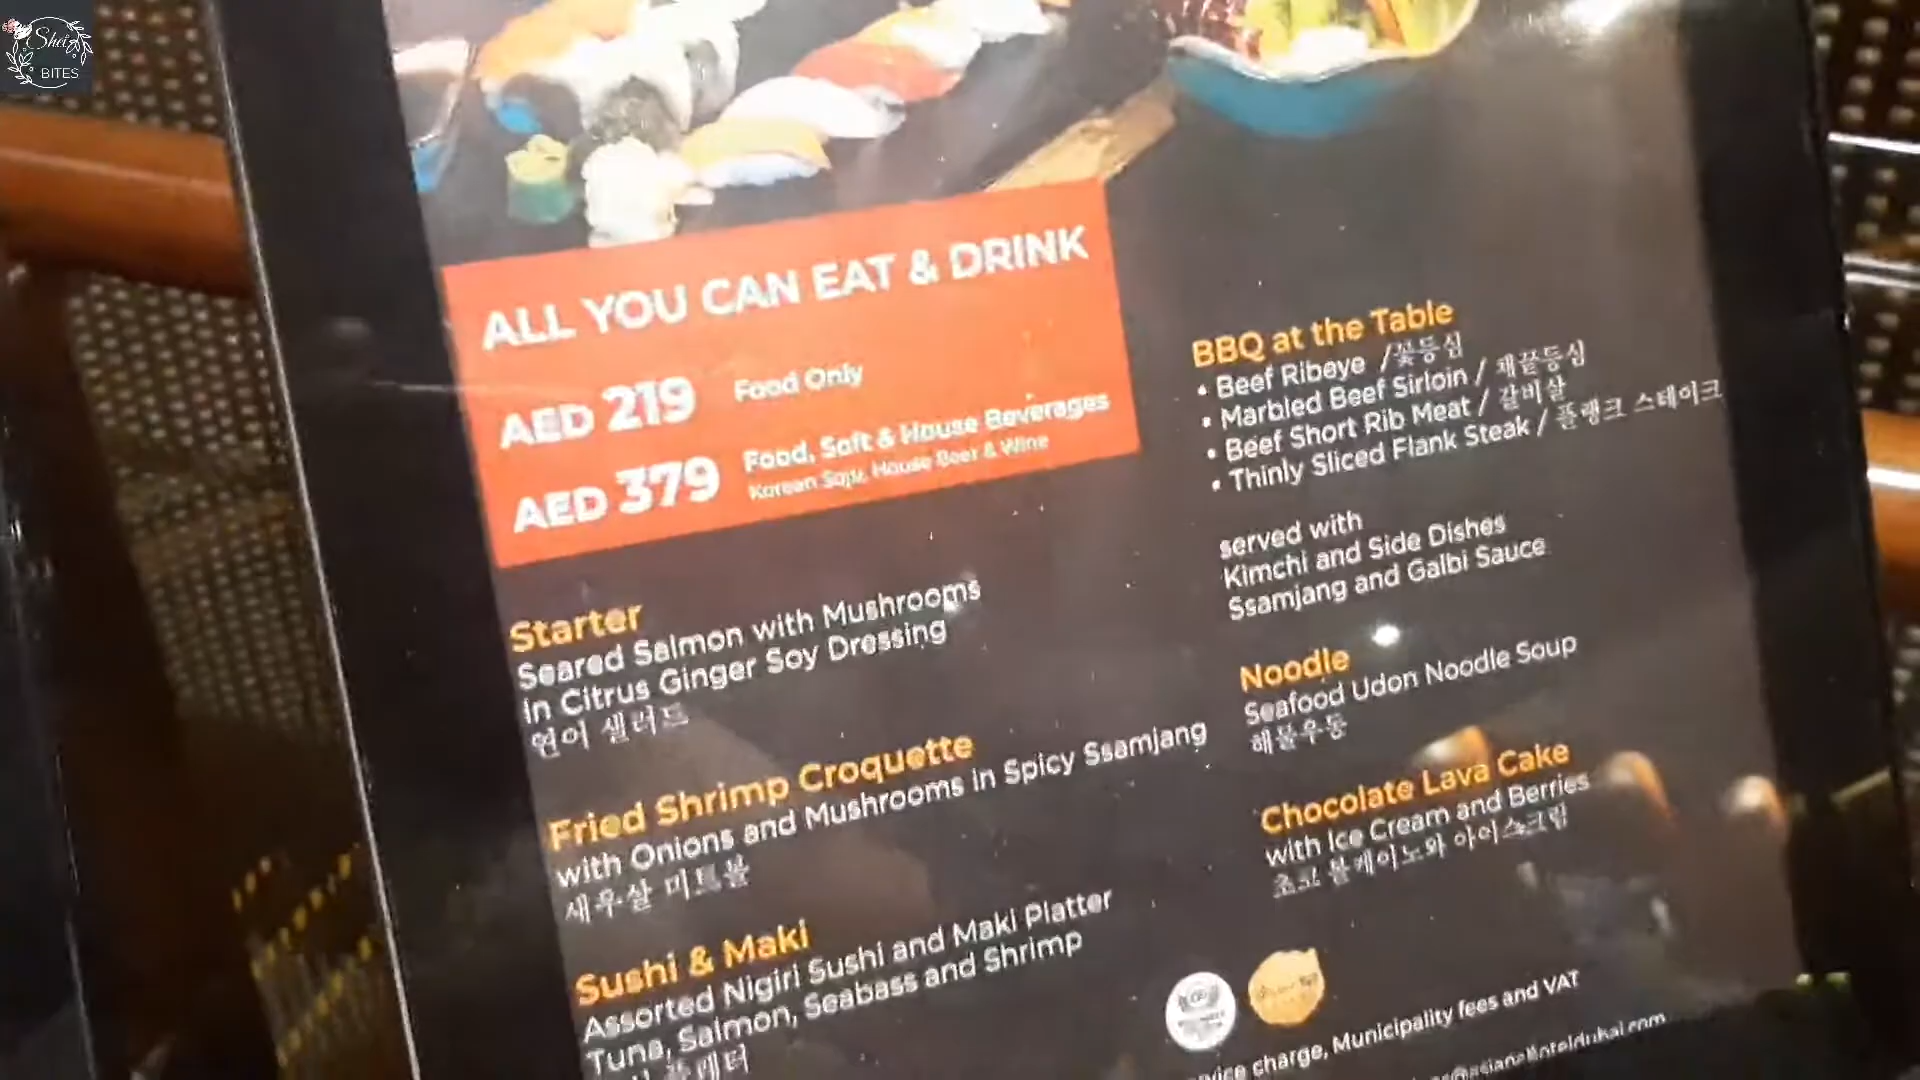 Shei
BITES
ALL YOU CAN EAT & DRINK
AED 219 Food Only
AED 379 Food, Soft & House Beverages
Korean Soju, House Beer & Wine
Starter
Seared Salmon with Mushrooms
in Citrus Ginger Soy Dressing
연어 샐러드
Fried Shrimp Croquette
with Onions and Mushrooms in Spicy Ssamjang
새우살 미트볼
Sushi & Maki
Assorted Nigiri Sushi and Maki Platter
Tuna, Salmon, Seabass and Shrimp
BBQ at the Table
• Beef Ribeye / 꽃등심
• Marbled Beef Sirloin / 채끝등심
• Beef Short Rib Meat / 갈비살
• Thinly Sliced Flank Steak / 플랭크 스테이크
served with
Kimchi and Side Dishes
Ssamjang and Galbi Sauce
Noodle
Seafood Udon Noodle Soup
해물우동
Chocolate Lava Cake
with Ice Cream and Berries
초코 볼케이노와 아이스크림
charge, Municipality fees and VAT